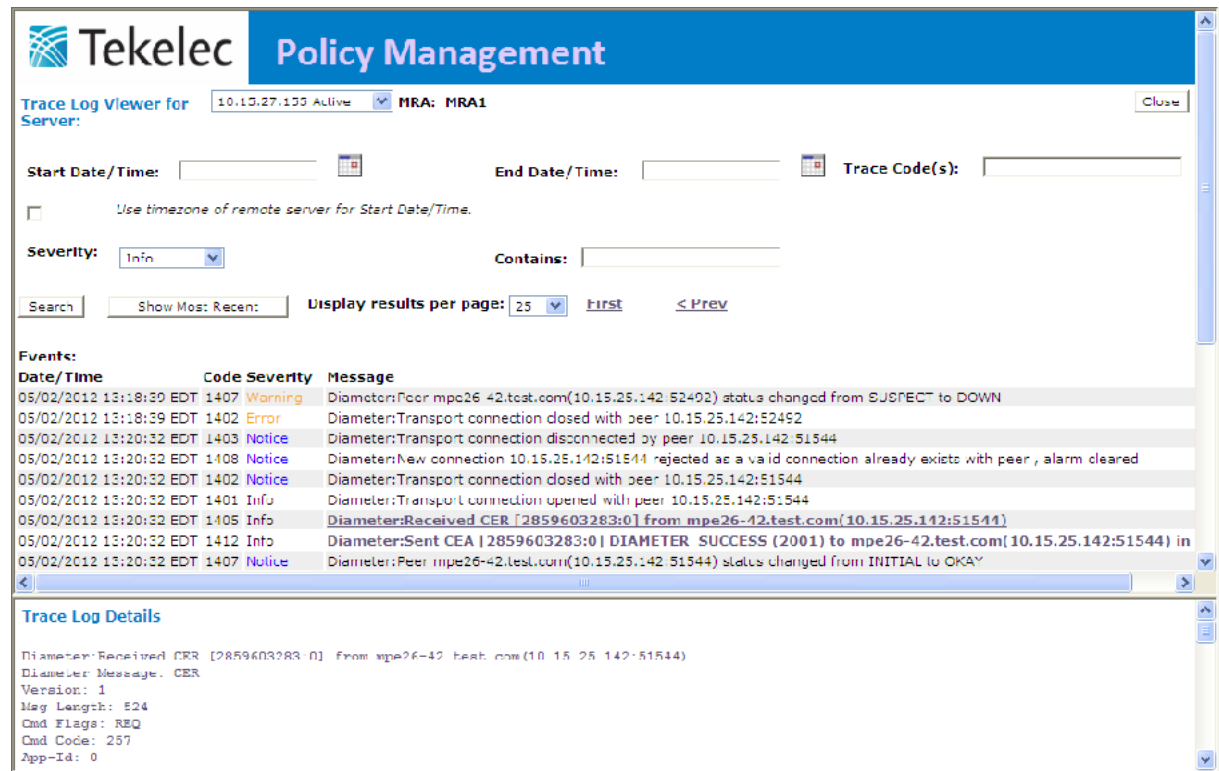 Tekelec Policy Management
Trace Log Viewer for Server: 10.15.27.155 Active MRA: MRA1 Close
Start Date/Time: End Date/Time: Trace Code(s):
Use timezone of remote server for Start Date/Time.
Severity: Info Contains:
Search Show Most Recent Display results per page: 25 First < Prev
Events:
Date/Time Code Severity Message
05/02/2012 13:18:39 EDT 1407 Warning Diameter:Peer mpe26-42.test.com(10.15.25.142:52492) status changed from SUSPECT to DOWN
05/02/2012 13:18:39 EDT 1402 Error Diameter:Transport connection closed with peer 10.15.25.142:52492
05/02/2012 13:20:32 EDT 1403 Notice Diameter:Transport connection disconnected by peer 10.15.25.142:51544
05/02/2012 13:20:32 EDT 1408 Notice Diameter:New connection 10.15.25.142:51544 rejected as a valid connection already exists with peer , alarm cleared
05/02/2012 13:20:32 EDT 1402 Notice Diameter:Transport connection closed with peer 10.15.25.142:51544
05/02/2012 13:20:32 EDT 1401 Info Diameter:Transport connection opened with peer 10.15.25.142:51544
05/02/2012 13:20:32 EDT 1405 Info Diameter:Received CER [2859603283:0] from mpe26-42.test.com(10.15.25.142:51544)
05/02/2012 13:20:32 EDT 1412 Info Diameter:Sent CEA [2859603283:0] DIAMETER_SUCCESS (2001) to mpe26-42.test.com(10.15.25.142:51544) in
05/02/2012 13:20:32 EDT 1407 Notice Diameter:Peer mpe26-42.test.com(10.15.25.142:51544) status changed from INITIAL to OKAY
Trace Log Details
Diameter:Received CER [2859603283:0] from mpe26-42.test.com(10.15.25.142:51544)
Diameter Message: CER
Version: 1
Msg Length: 524
Cmd Flags: REQ
Cmd Code: 257
App-Id: 0